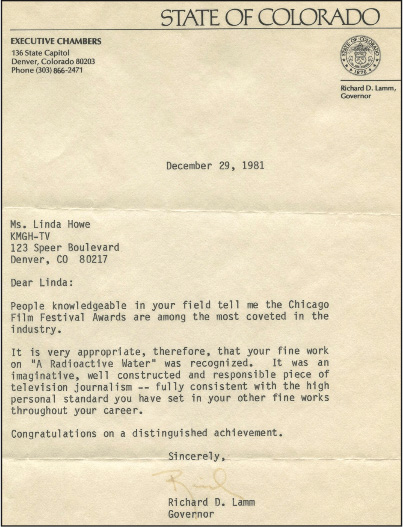 STATE OF COLORADO
EXECUTIVE CHAMBERS
136 State Capitol
Denver, Colorado 80203
Phone (303) 866-2471
Richard D. Lamm,
Governor
December 29, 1981
Ms. Linda Howe
KMGH-TV
123 Speer Boulevard
Denver, CO 80217
Dear Linda:
People knowledgeable in your field tell me the Chicago
Film Festival Awards are among the most coveted in the
industry.
It is very appropriate, therefore, that your fine work
on "A Radioactive Water" was recognized. It was an
imaginative, well constructed and responsible piece of
television journalism -- fully consistent with the high
personal standard you have set in your other fine works
throughout your career.
Congratulations on a distinguished achievement.
Sincerely,
Richard D. Lamm
Governor